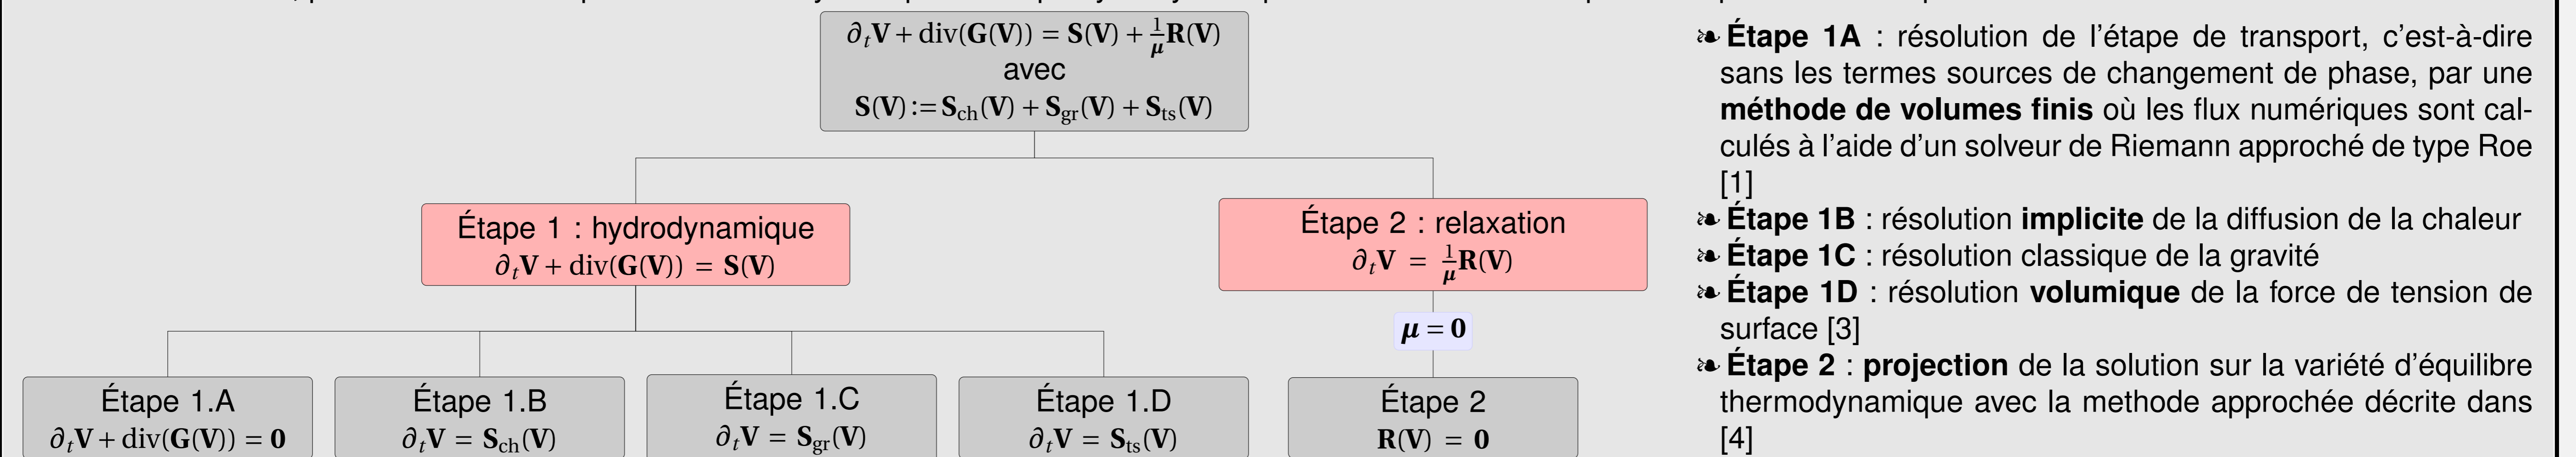 ∂ₜV + div(G(V)) = S(V) + 1/μ R(V)
avec
S(V) := S_ch(V) + S_gr(V) + S_ts(V)
Étape 1 : hydrodynamique
∂ₜV + div(G(V)) = S(V)
Étape 2 : relaxation
∂ₜV = 1/μ R(V)
μ = 0
Étape 1.A
∂ₜV + div(G(V)) = 0
Étape 1.B
∂ₜV = S_ch(V)
Étape 1.C
∂ₜV = S_gr(V)
Étape 1.D
∂ₜV = S_ts(V)
Étape 2
R(V) = 0
❧ Étape 1A : résolution de l'étape de transport, c'est-à-dire
sans les termes sources de changement de phase, par une
méthode de volumes finis où les flux numériques sont cal-
culés à l'aide d'un solveur de Riemann approché de type Roe
[1]
❧ Étape 1B : résolution implicite de la diffusion de la chaleur
❧ Étape 1C : résolution classique de la gravité
❧ Étape 1D : résolution volumique de la force de tension de
surface [3]
❧ Étape 2 : projection de la solution sur la variété d'équilibre
thermodynamique avec la methode approchée décrite dans
[4]